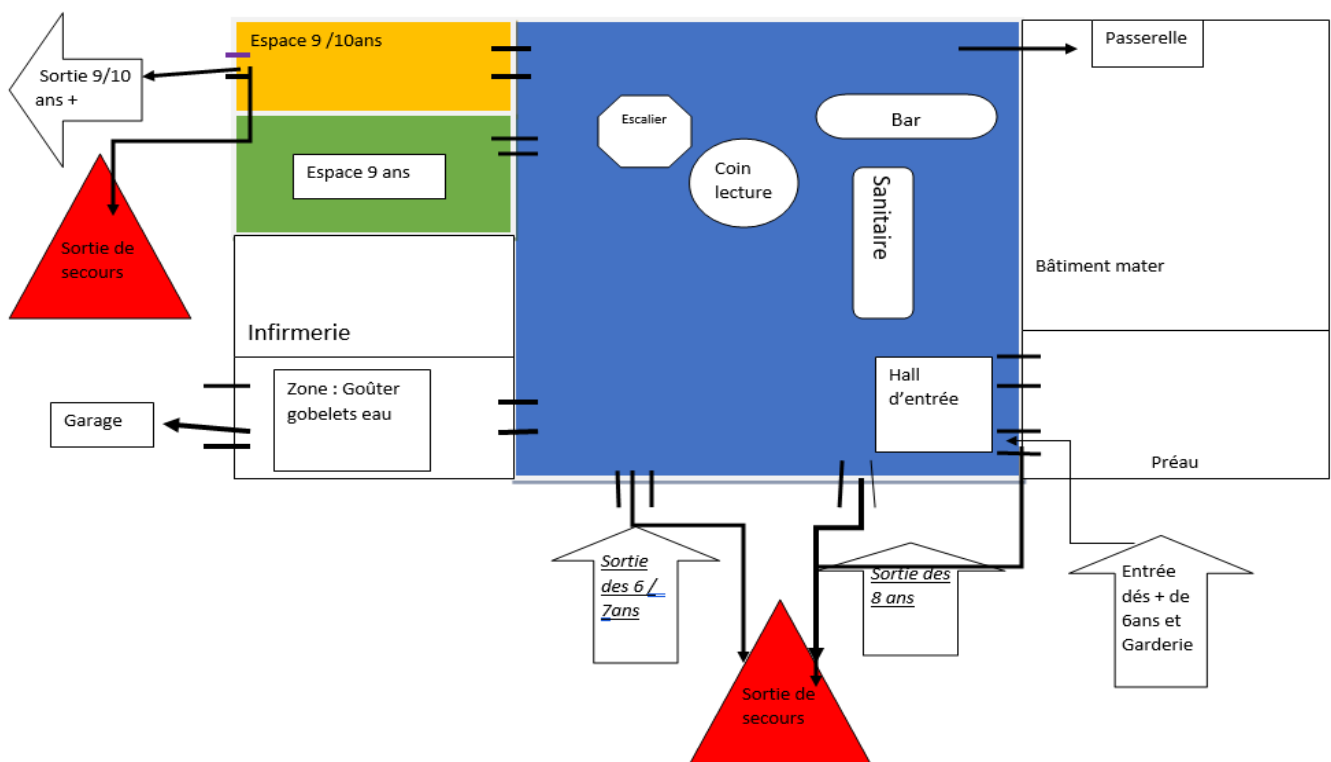 Espace 9 /10ans
Passerelle
Sortie 9/10
ans +
Escalier
Bar
Coin
lecture
Espace 9 ans
Sanitaire
Sortie de
secours
Bâtiment mater
Infirmerie
Zone : Goûter
gobelets eau
Hall
d’entrée
Garage
Préau
Sortie
des 6 /
7ans
Sortie des
8 ans
Entrée
dés + de
6ans et
Garderie
Sortie de
secours